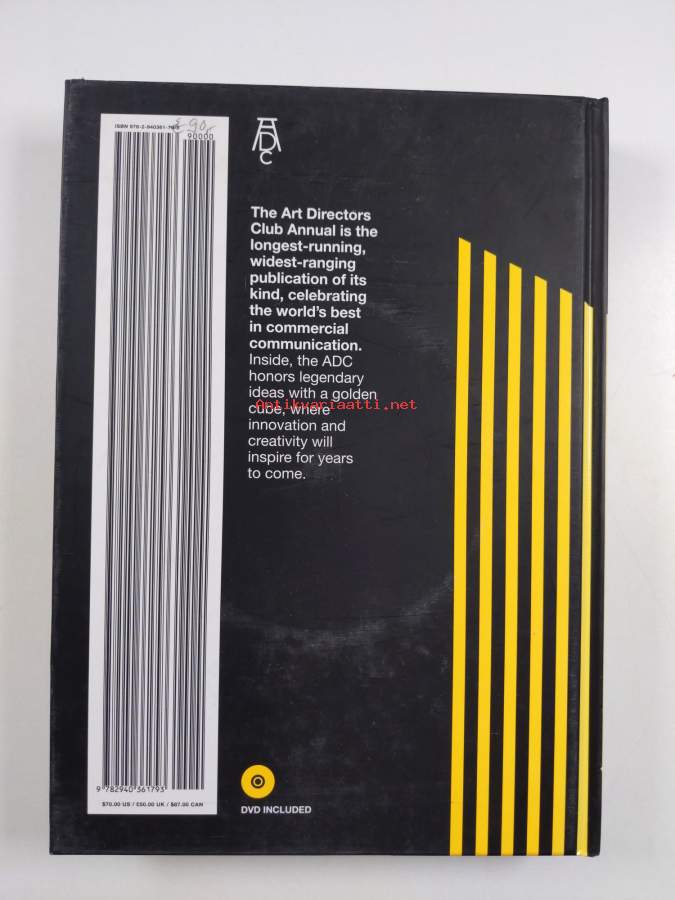 ISBN 978-2-940361-79-3
€90,-
90000
ADC
The Art Directors
Club Annual is the
longest-running,
widest-ranging
publication of its
kind, celebrating
the world's best
in commercial
communication.
Inside, the ADC
honors legendary
ideas with a golden
cube, where
Antikvariaatti.net
innovation and
creativity will
inspire for years
to come.
9 782940 361793
$70.00 US / £50.00 UK / $87.00 CAN
DVD INCLUDED